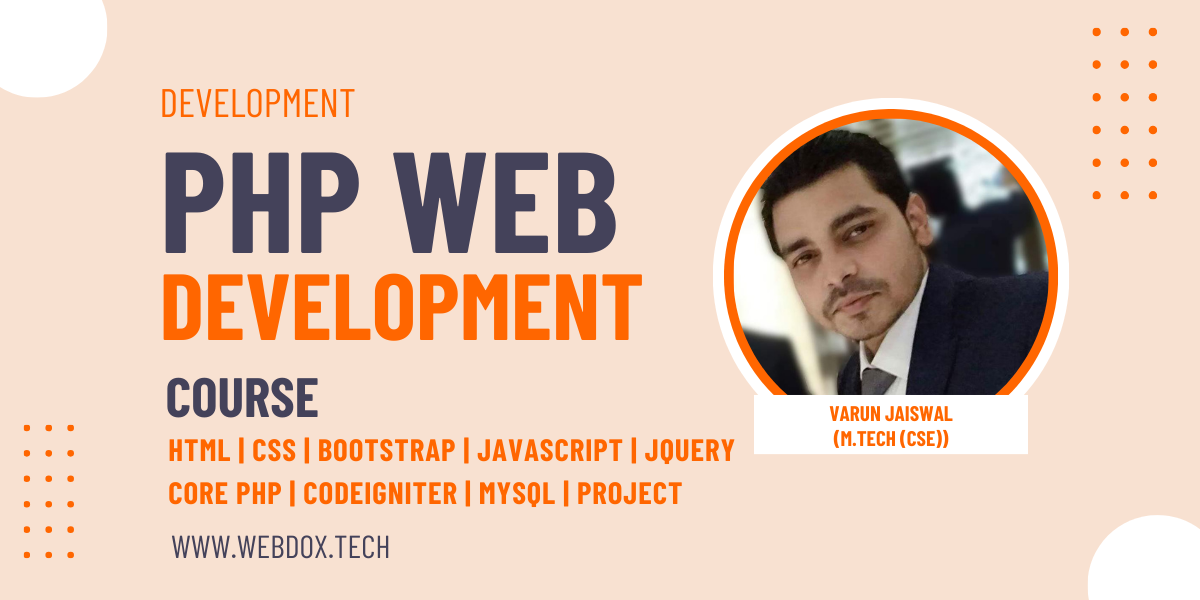 DEVELOPMENT
PHP WEB
DEVELOPMENT
COURSE
HTML | CSS | BOOTSTRAP | JAVASCRIPT | JQUERY
CORE PHP | CODEIGNITER | MYSQL | PROJECT
WWW.WEBDOX.TECH
VARUN JAISWAL
(M.TECH (CSE))